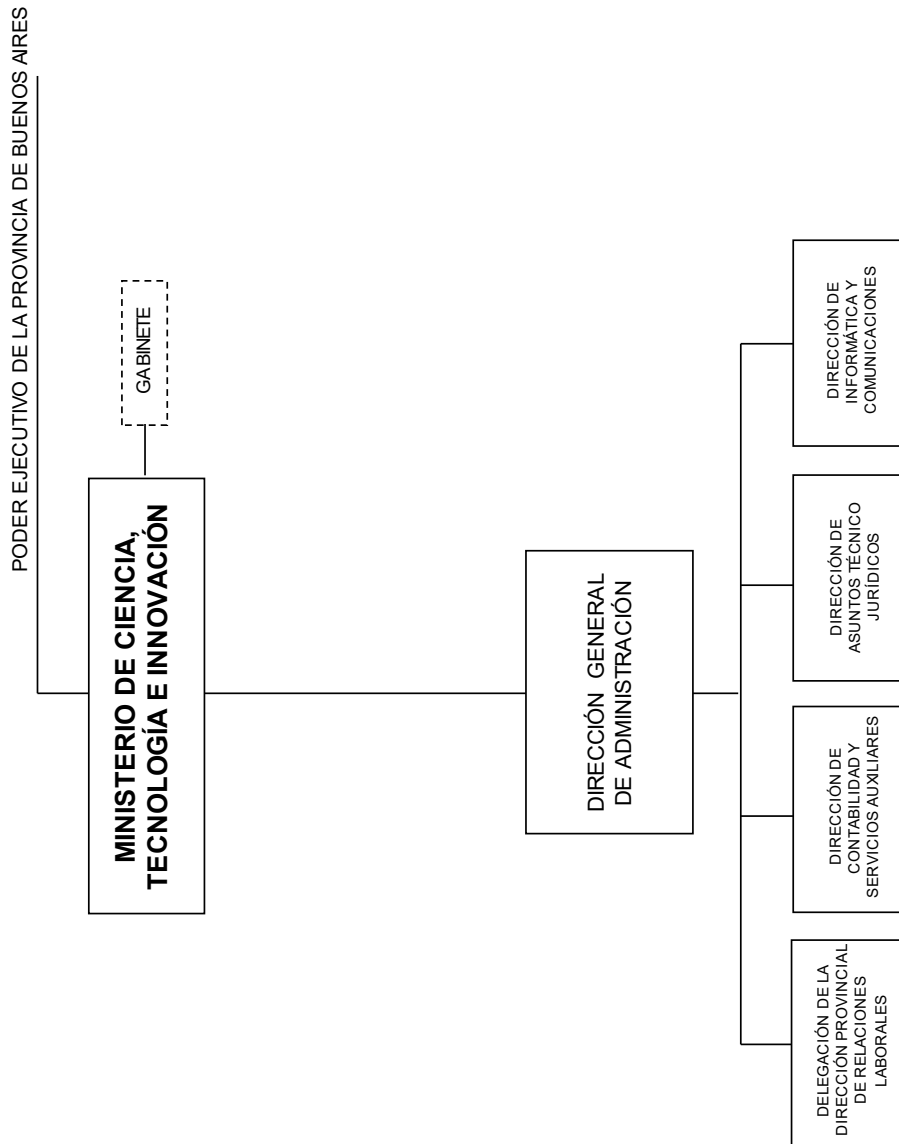 PODER EJECUTIVO DE LA PROVINCIA DE BUENOS AIRES
MINISTERIO DE CIENCIA,
TECNOLOGÍA E INNOVACIÓN
GABINETE
DIRECCIÓN GENERAL
DE ADMINISTRACIÓN
DELEGACIÓN DE LA
DIRECCIÓN PROVINCIAL
DE RELACIONES
LABORALES
DIRECCIÓN DE
CONTABILIDAD Y
SERVICIOS AUXILIARES
DIRECCIÓN DE
ASUNTOS TÉCNICO
JURÍDICOS
DIRECCIÓN DE
INFORMÁTICA Y
COMUNICACIONES